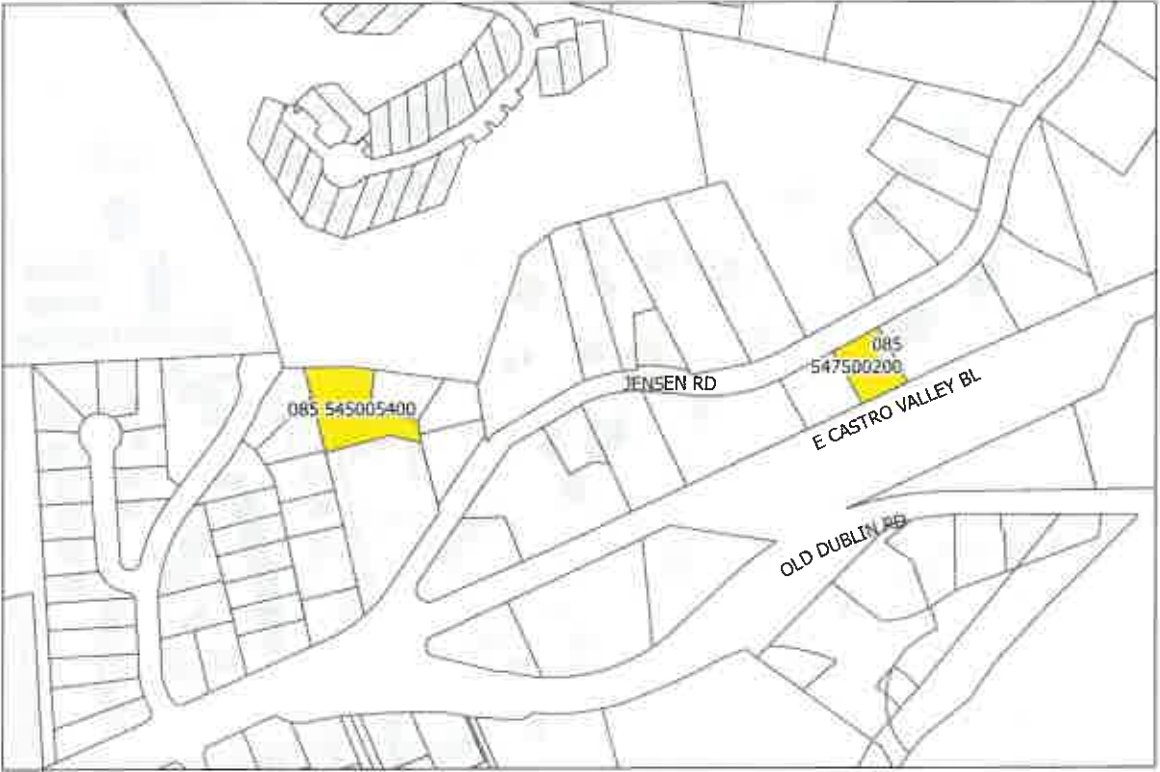 085
547500200
JENSEN RD
085 545005400
E CASTRO VALLEY BL
OLD DUBLIN RD